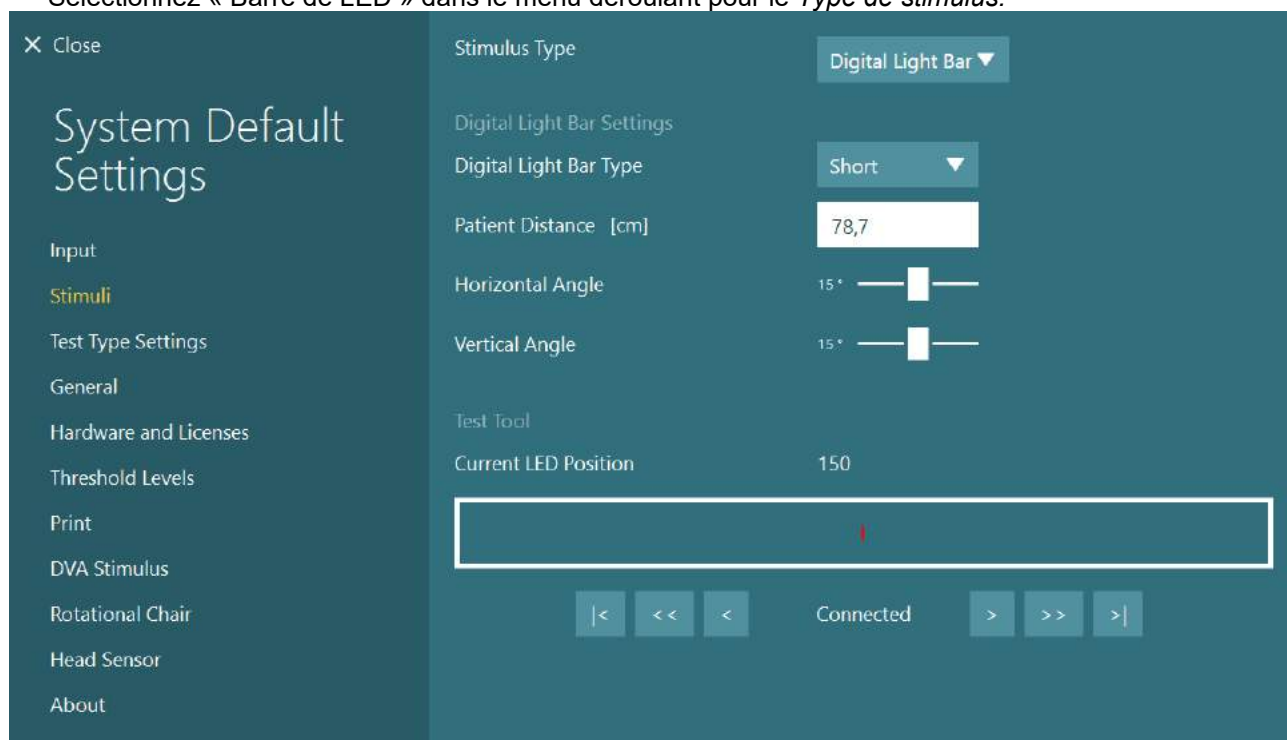 Sélectionnez « Barre de LED » dans le menu déroulant pour le Type de stimulus.
Close
System Default
Settings
Input
Stimuli
Test Type Settings
General
Hardware and Licenses
Threshold Levels
Print
DVA Stimulus
Rotational Chair
Head Sensor
About
Stimulus Type
Digital Light Bar
Digital Light Bar Settings
Digital Light Bar Type
Short
Patient Distance [cm]
78,7
Horizontal Angle
15°
Vertical Angle
15°
Test Tool
Current LED Position
150
|< << < Connected > >> >|